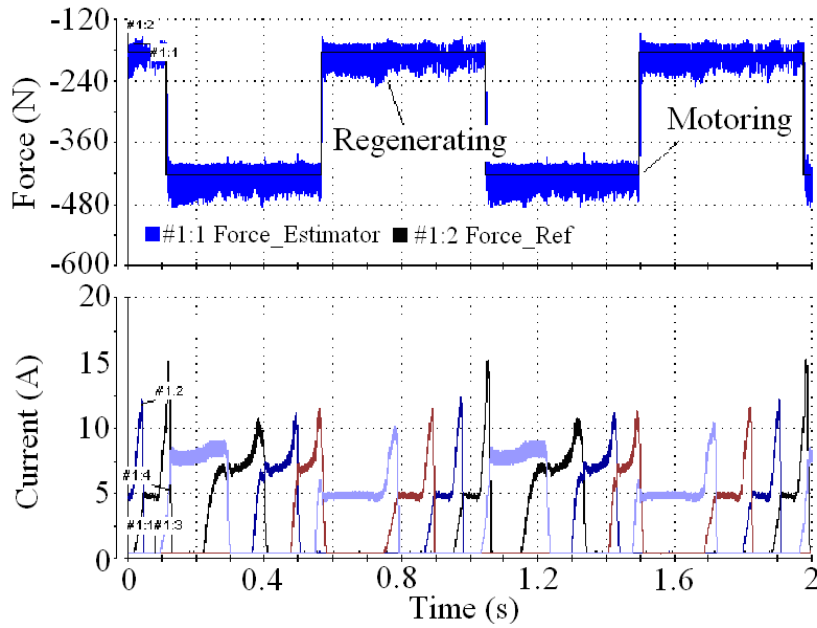 -120
#1:2
#1:1
-240
Regenerating
Motoring
-360
-480
#1:1 Force_Estimator
#1:2 Force_Ref
-600
Force (N)
20
15
#1:2
10
#1:4
5
#1:1#1:3
0
Current (A)
0 0.4 0.8 1.2 1.6 2
Time (s)